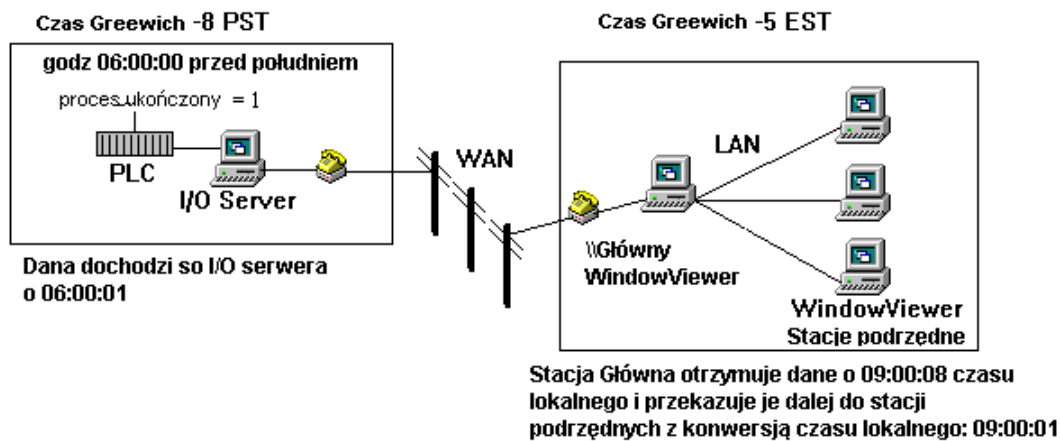 Czas Greewich -8 PST
Czas Greewich -5 EST
godz 06:00:00 przed południem
proces_ukończony = 1
PLC
I/O Server
WAN
LAN
\\Główny
WindowViewer
WindowViewer
Stacje podrzędne
Dana dochodzi so I/O serwera
o 06:00:01
Stacja Główna otrzymuje dane o 09:00:08 czasu
lokalnego i przekazuje je dalej do stacji
podrzędnych z konwersją czasu lokalnego: 09:00:01